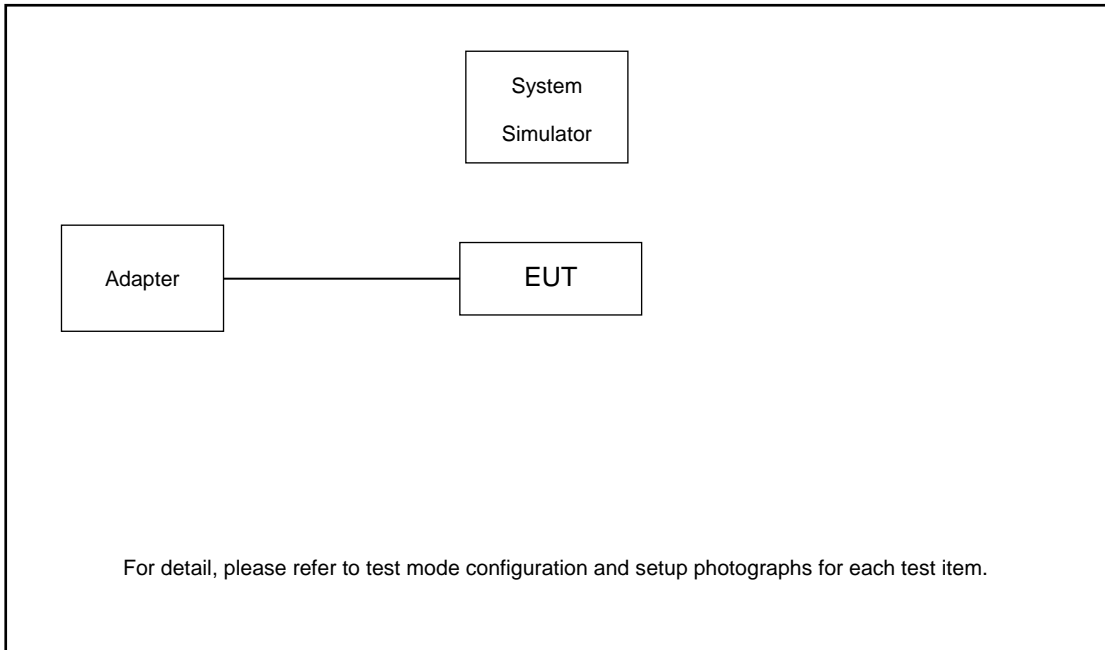 System
Simulator
Adapter
EUT
For detail, please refer to test mode configuration and setup photographs for each test item.